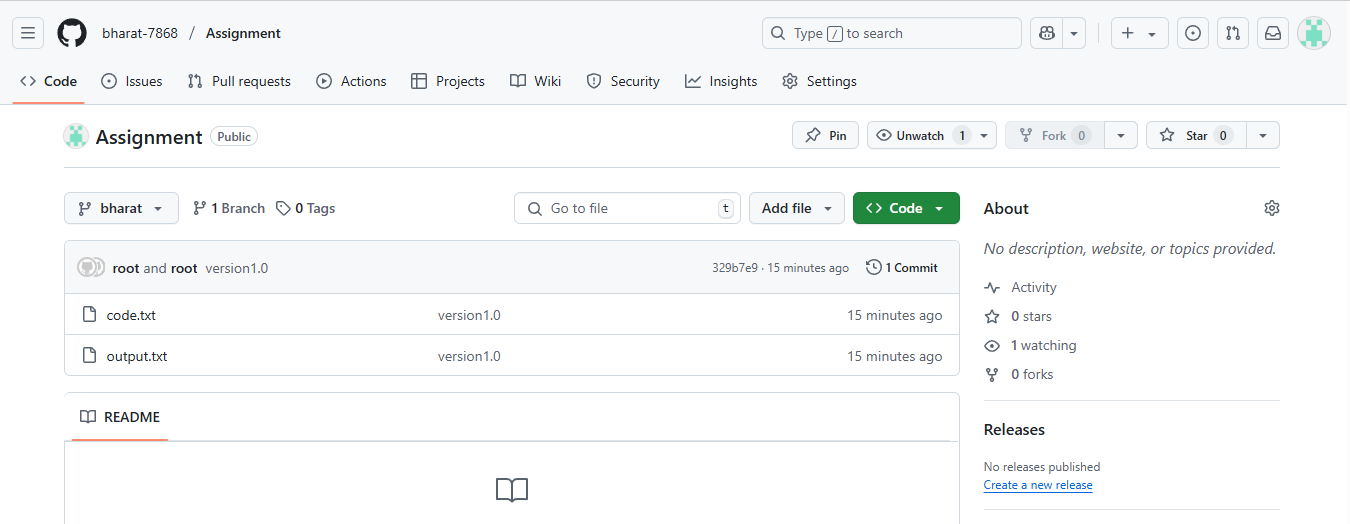 bharat-7868 / Assignment
Type / to search
Code Issues Pull requests Actions Projects Wiki Security Insights Settings
Assignment Public
Pin Unwatch 1 Fork 0 Star 0
bharat 1 Branch 0 Tags Go to file t Add file Code
root and root version1.0 329b7e9 · 15 minutes ago 1 Commit
code.txt version1.0 15 minutes ago
output.txt version1.0 15 minutes ago
README
About
No description, website, or topics provided.
Activity
0 stars
1 watching
0 forks
Releases
No releases published
Create a new release